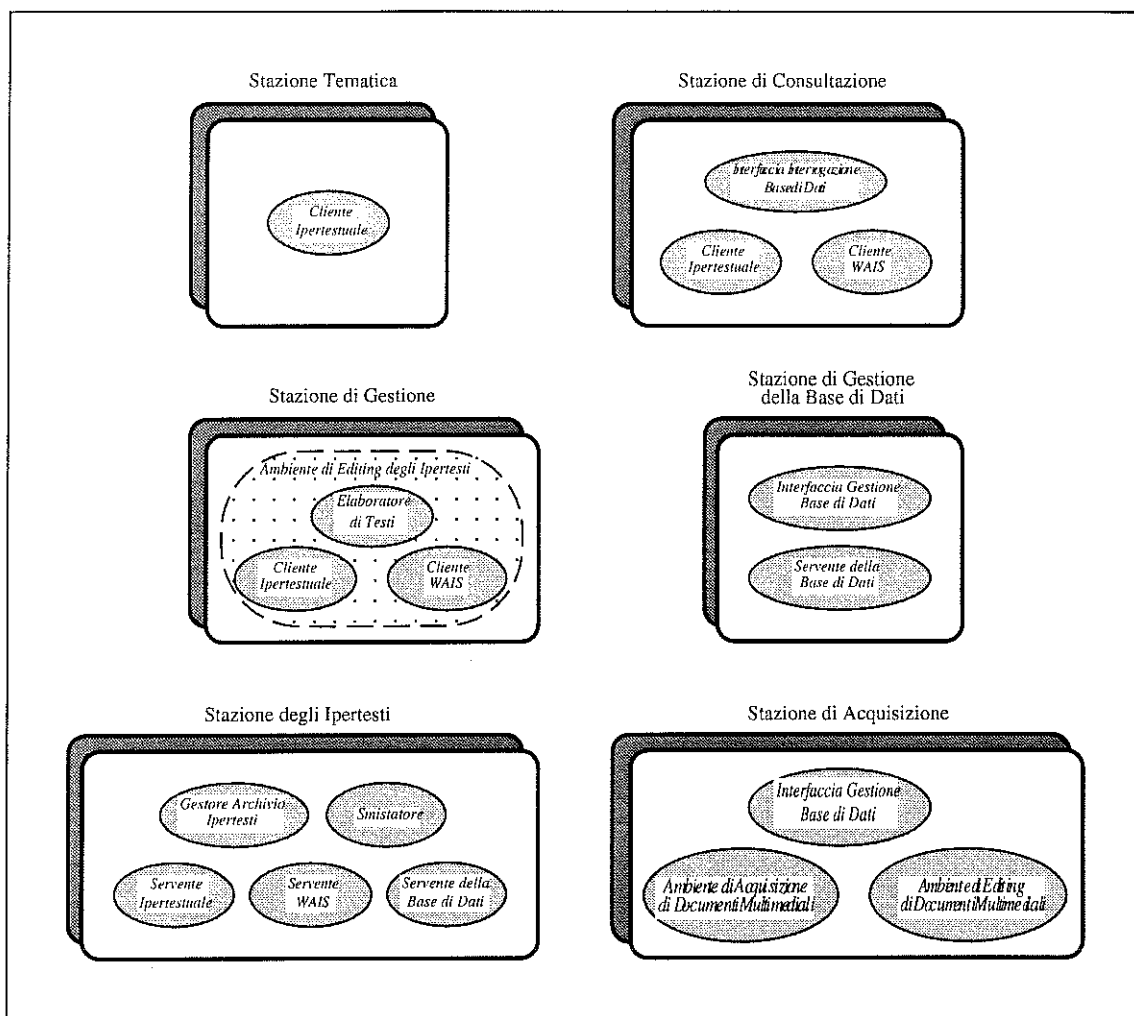 Stazione Tematica
Cliente
Ipertestuale
Stazione di Consultazione
Interfaccia Interrogazione
Base di Dati
Cliente
Ipertestuale
Cliente
WAIS
Stazione di Gestione
Ambiente di Editing degli Ipertesti
Elaboratore
di Testi
Cliente
Ipertestuale
Cliente
WAIS
Stazione di Gestione
della Base di Dati
Interfaccia Gestione
Base di Dati
Servente della
Base di Dati
Stazione degli Ipertesti
Gestore Archivio
Ipertesti
Smistatore
Servente
Ipertestuale
Servente
WAIS
Servente della
Base di Dati
Stazione di Acquisizione
Interfaccia Gestione
Base di Dati
Ambiente di Acquisizione
di Documenti Multimediali
Ambiente di Editing
di Documenti Multimediali